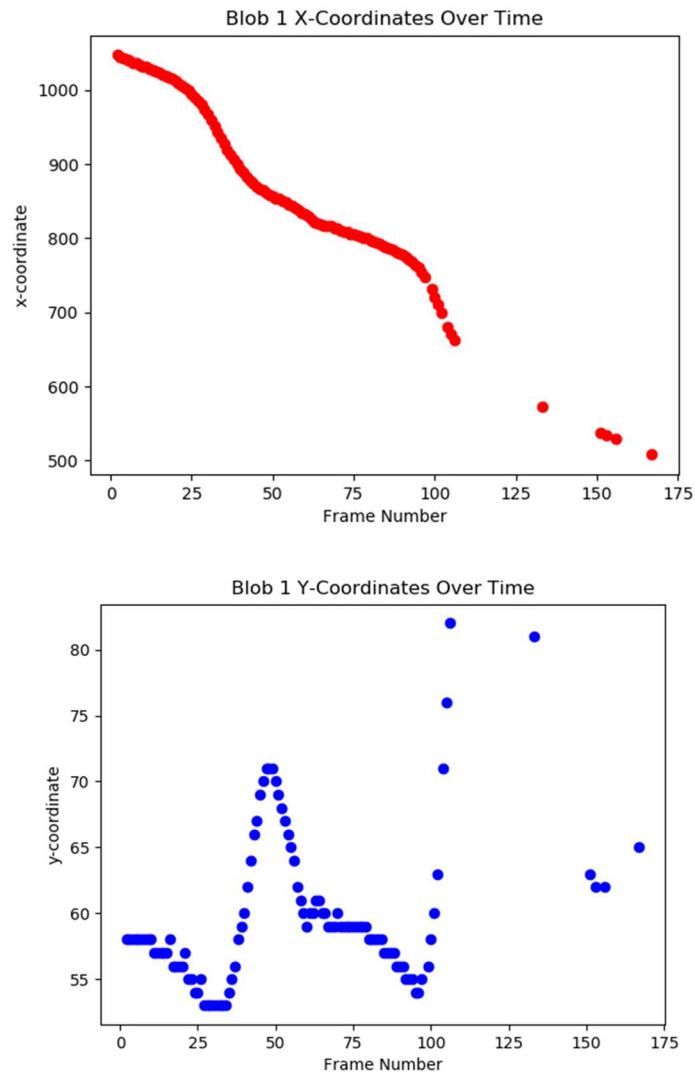 Blob 1 X-Coordinates Over Time
1000
900
800
700
600
500
x-coordinate
0 25 50 75 100 125 150 175
Frame Number
Blob 1 Y-Coordinates Over Time
80
75
70
65
60
55
y-coordinate
0 25 50 75 100 125 150 175
Frame Number